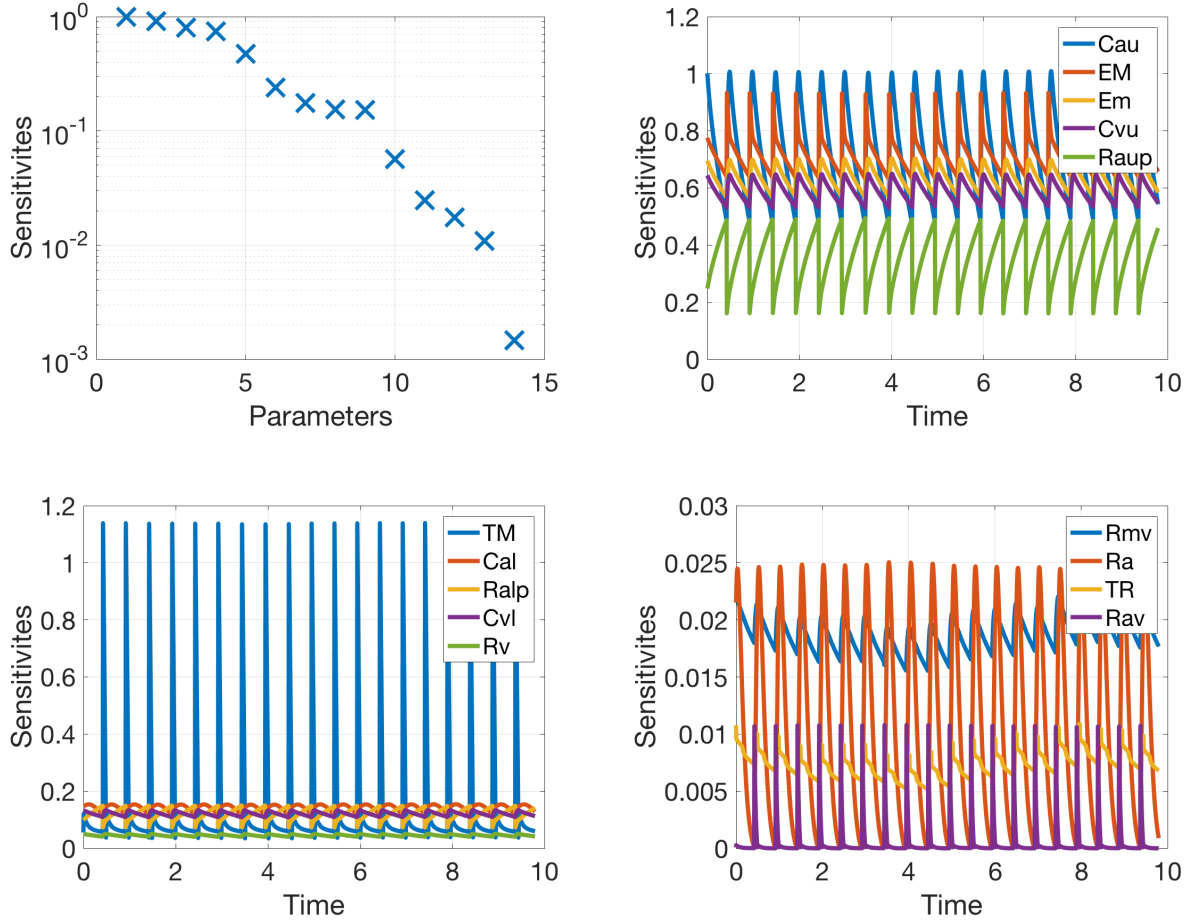 10^0
10^-1
10^-2
10^-3
Sensitivites
0 5 10 15
Parameters
1.2
1
0.8
0.6
0.4
0.2
0
Sensitivites
Cau
EM
Em
Cvu
Raup
0 2 4 6 8 10
Time
1.2
1
0.8
0.6
0.4
0.2
0
Sensitivites
TM
Cal
Ralp
Cvl
Rv
0 2 4 6 8 10
Time
0.03
0.025
0.02
0.015
0.01
0.005
0
Sensitivites
Rmv
Ra
TR
Rav
0 2 4 6 8 10
Time